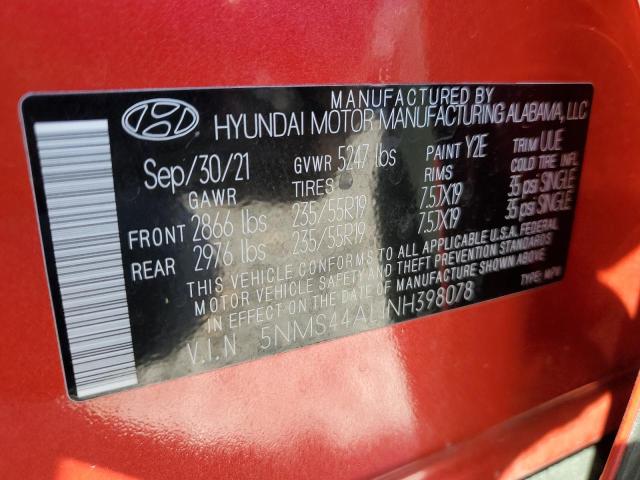 MANUFACTURED BY
HYUNDAI MOTOR MANUFACTURING ALABAMA, LLC
Sep/30/21 GVWR 5247 lbs PAINT Y2E TRIM UUE
GAWR TIRES RIMS COLD TIRE INFL.
FRONT 2866 lbs 235/55R19 7.5JX19 35 psi SINGLE
REAR 2976 lbs 235/55R19 7.5JX19 35 psi SINGLE
THIS VEHICLE CONFORMS TO ALL APPLICABLE U.S.A. FEDERAL
MOTOR VEHICLE SAFETY AND THEFT PREVENTION STANDARDS
IN EFFECT ON THE DATE OF MANUFACTURE SHOWN ABOVE
V.I.N TYPE: MPV